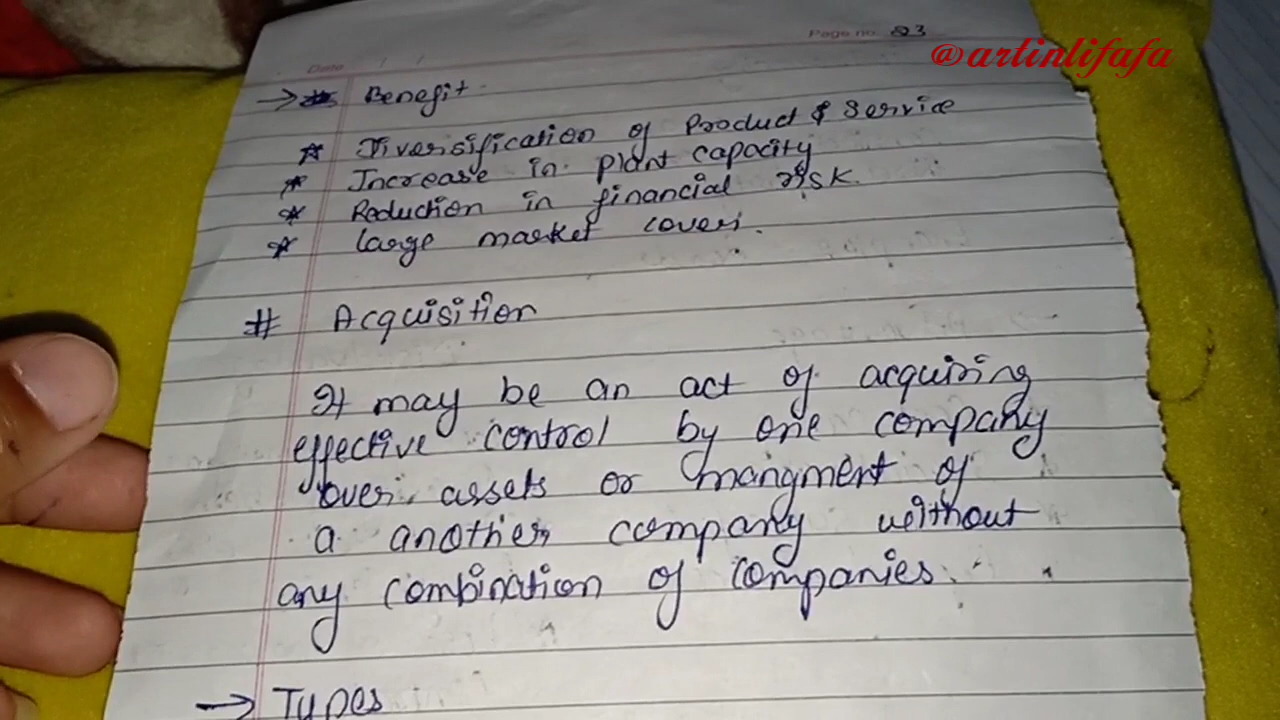 Page no. 23
@artinlifafa
Date / /
→ # Benefit
* Diversification of Product & Service
* Increase in plant capacity
* Reduction in financial risk.
* large market cover.
# Acquisition
It may be an act of acquiring
effective control by one company
over assets or mangment of
a another company without
any combination of companies.
→ Types